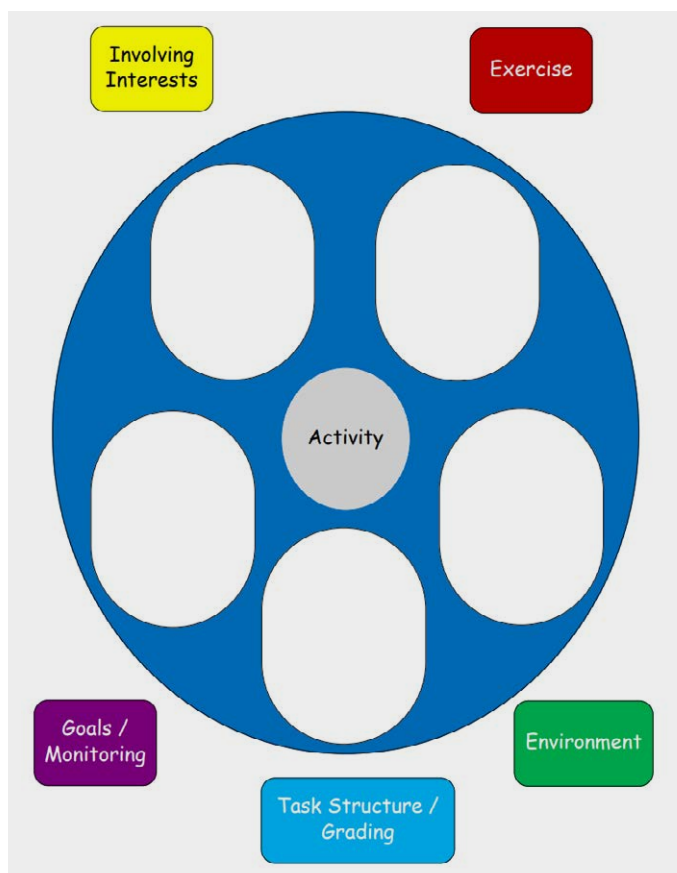 Involving
Interests
Exercise
Activity
Goals /
Monitoring
Environment
Task Structure /
Grading